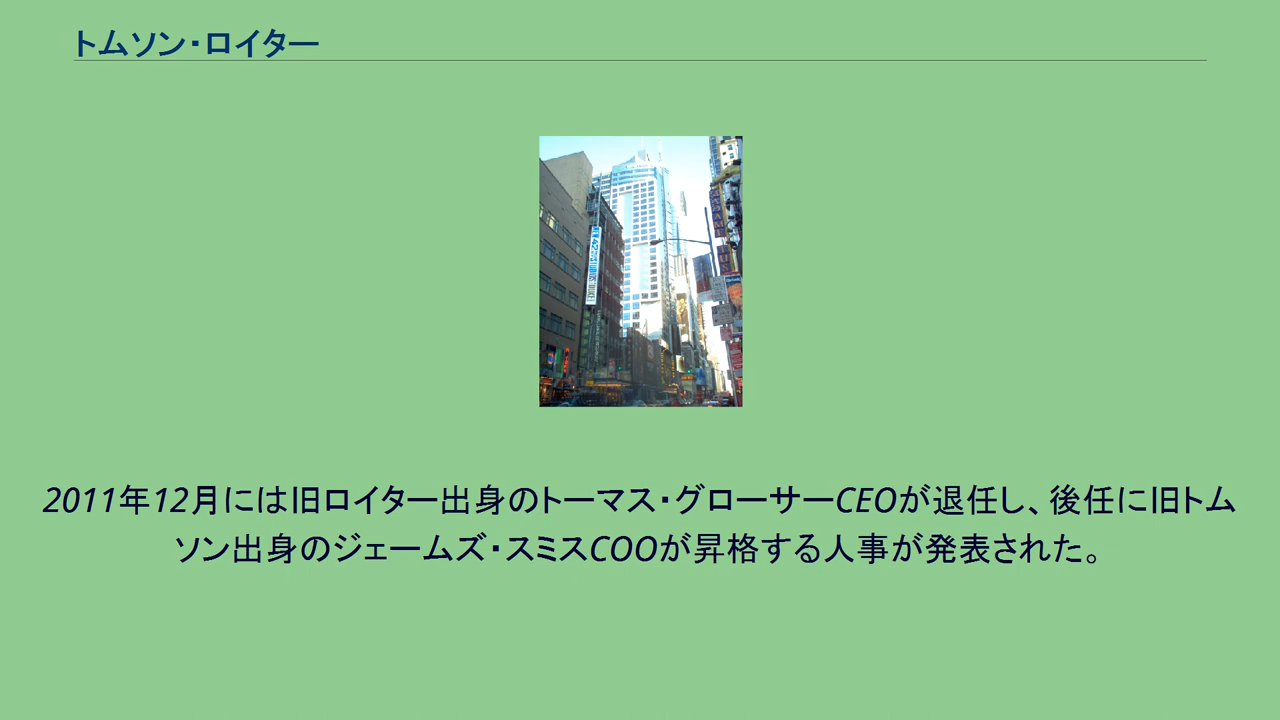 トムソン・ロイター
2011年12月には旧ロイター出身のトーマス・グローサーCEOが退任し、後任に旧トム
ソン出身のジェームズ・スミスCOOが昇格する人事が発表された。